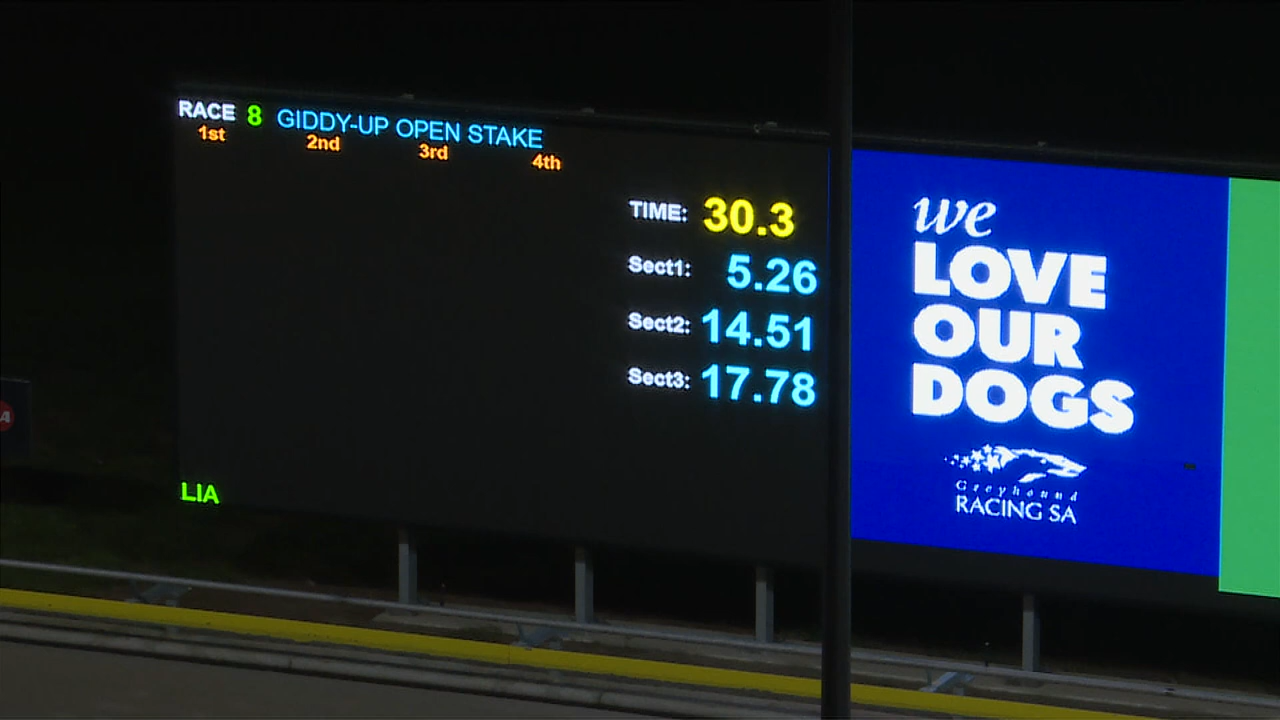 RACE 8 GIDDY-UP OPEN STAKE
1st 2nd 3rd 4th
TIME: 30.3
Sect1: 5.26
Sect2: 14.51
Sect3: 17.78
LIA
we
LOVE
OUR
DOGS
Greyhound
RACING SA
A